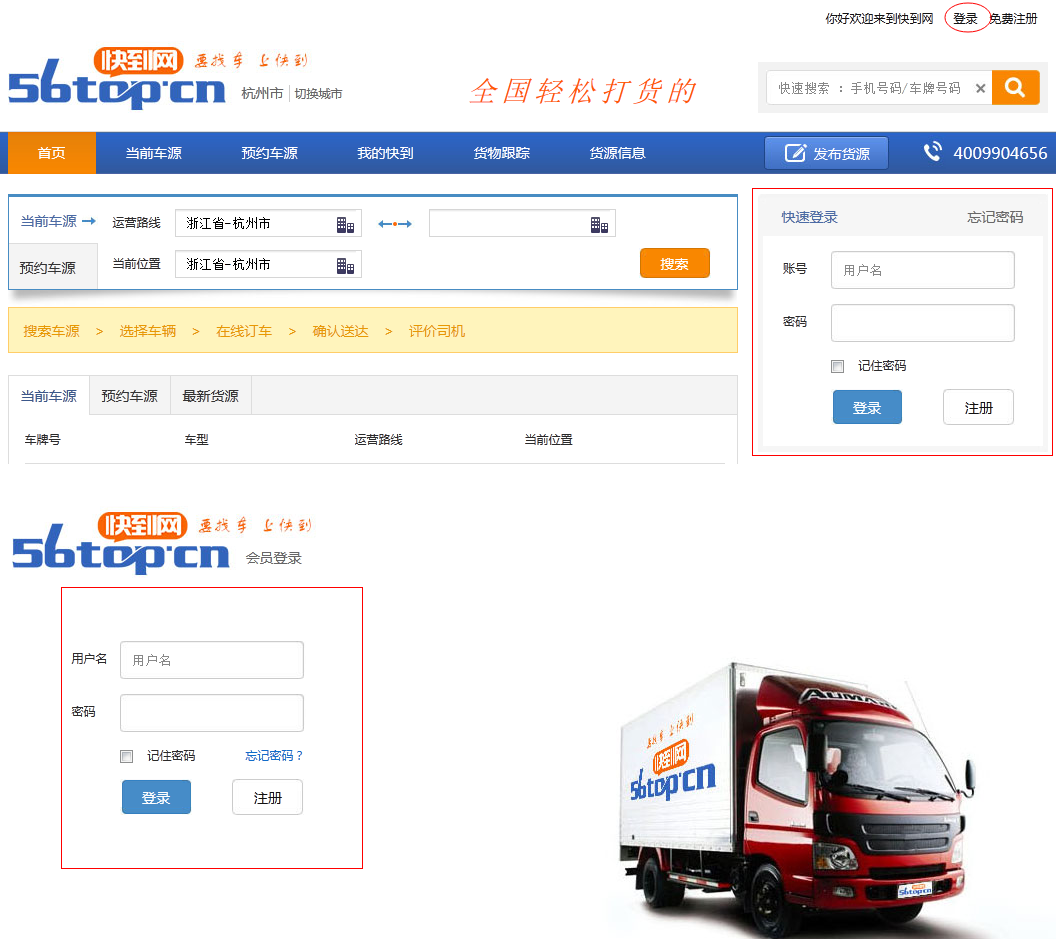 你好欢迎来到快到网 登录 免费注册
快到网 要找车 上快到
56top.cn 杭州市 切换城市
全国轻松打货的
快速搜索 ：手机号码/车牌号码 ×
首页 当前车源 预约车源 我的快到 货物跟踪 货源信息 发布货源 4009904656
当前车源 运营路线 浙江省-杭州市
预约车源 当前位置 浙江省-杭州市 搜索
搜索车源 > 选择车辆 > 在线订车 > 确认送达 > 评价司机
当前车源 预约车源 最新货源
车牌号 车型 运营路线 当前位置
快速登录 忘记密码
账号 用户名
密码
记住密码
登录 注册
快到网 要找车 上快到
56top.cn 会员登录
用户名 用户名
密码
记住密码 忘记密码？
登录 注册
要找车 上快到
快到网
56top.cn
AUMARK
56top.cn